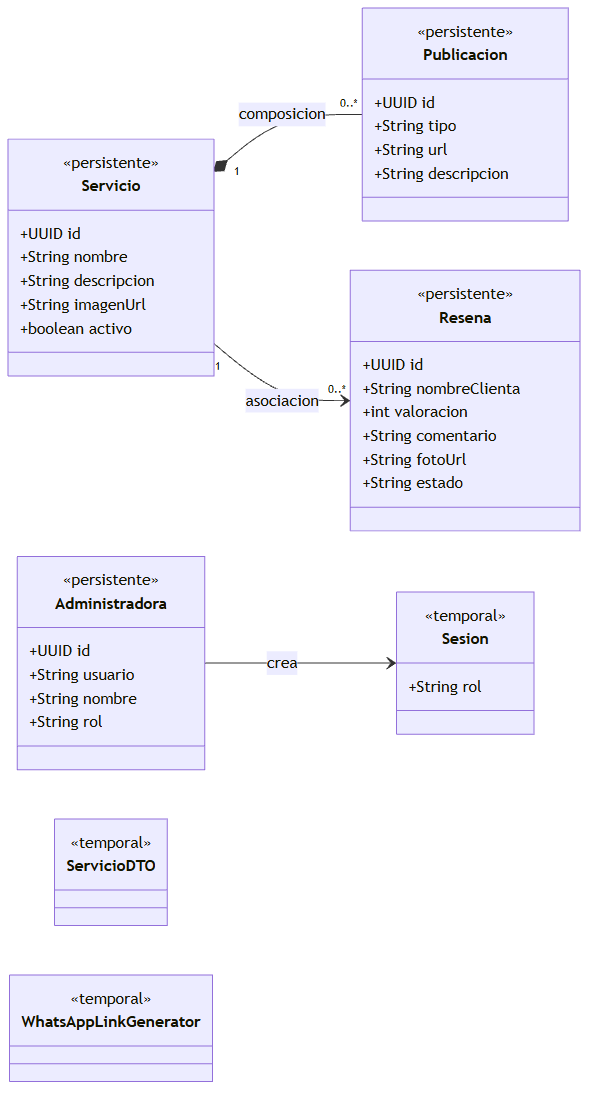 «persistente»
Publicacion
+UUID id
+String tipo
+String url
+String descripcion
0..*
composicion
1
«persistente»
Servicio
+UUID id
+String nombre
+String descripcion
+String imagenUrl
+boolean activo
1
asociacion
0..*
«persistente»
Resena
+UUID id
+String nombreClienta
+int valoracion
+String comentario
+String fotoUrl
+String estado
«persistente»
Administradora
+UUID id
+String usuario
+String nombre
+String rol
crea
«temporal»
Sesion
+String rol
«temporal»
ServicioDTO
«temporal»
WhatsAppLinkGenerator